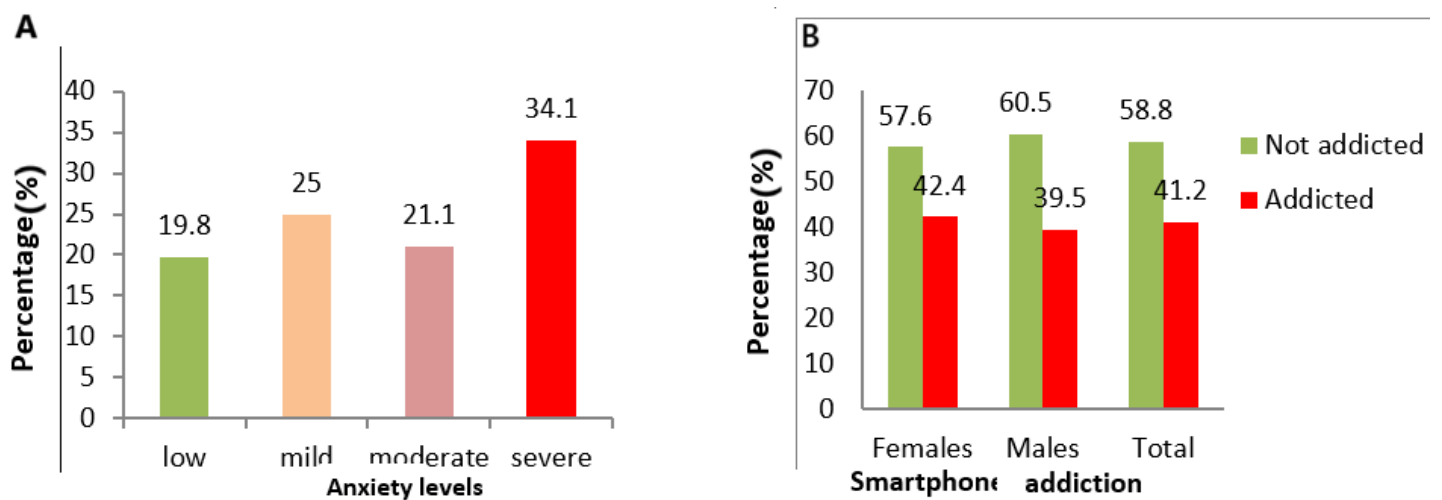 A
Percentage(%)
40
35
30
25
20
15
10
5
0
19.8
25
21.1
34.1
low mild moderate severe
Anxiety levels
B
Percentage(%)
70
60
50
40
30
20
10
0
57.6
42.4
60.5
39.5
58.8
41.2
Not addicted
Addicted
Females Males Total
Smartphone addiction